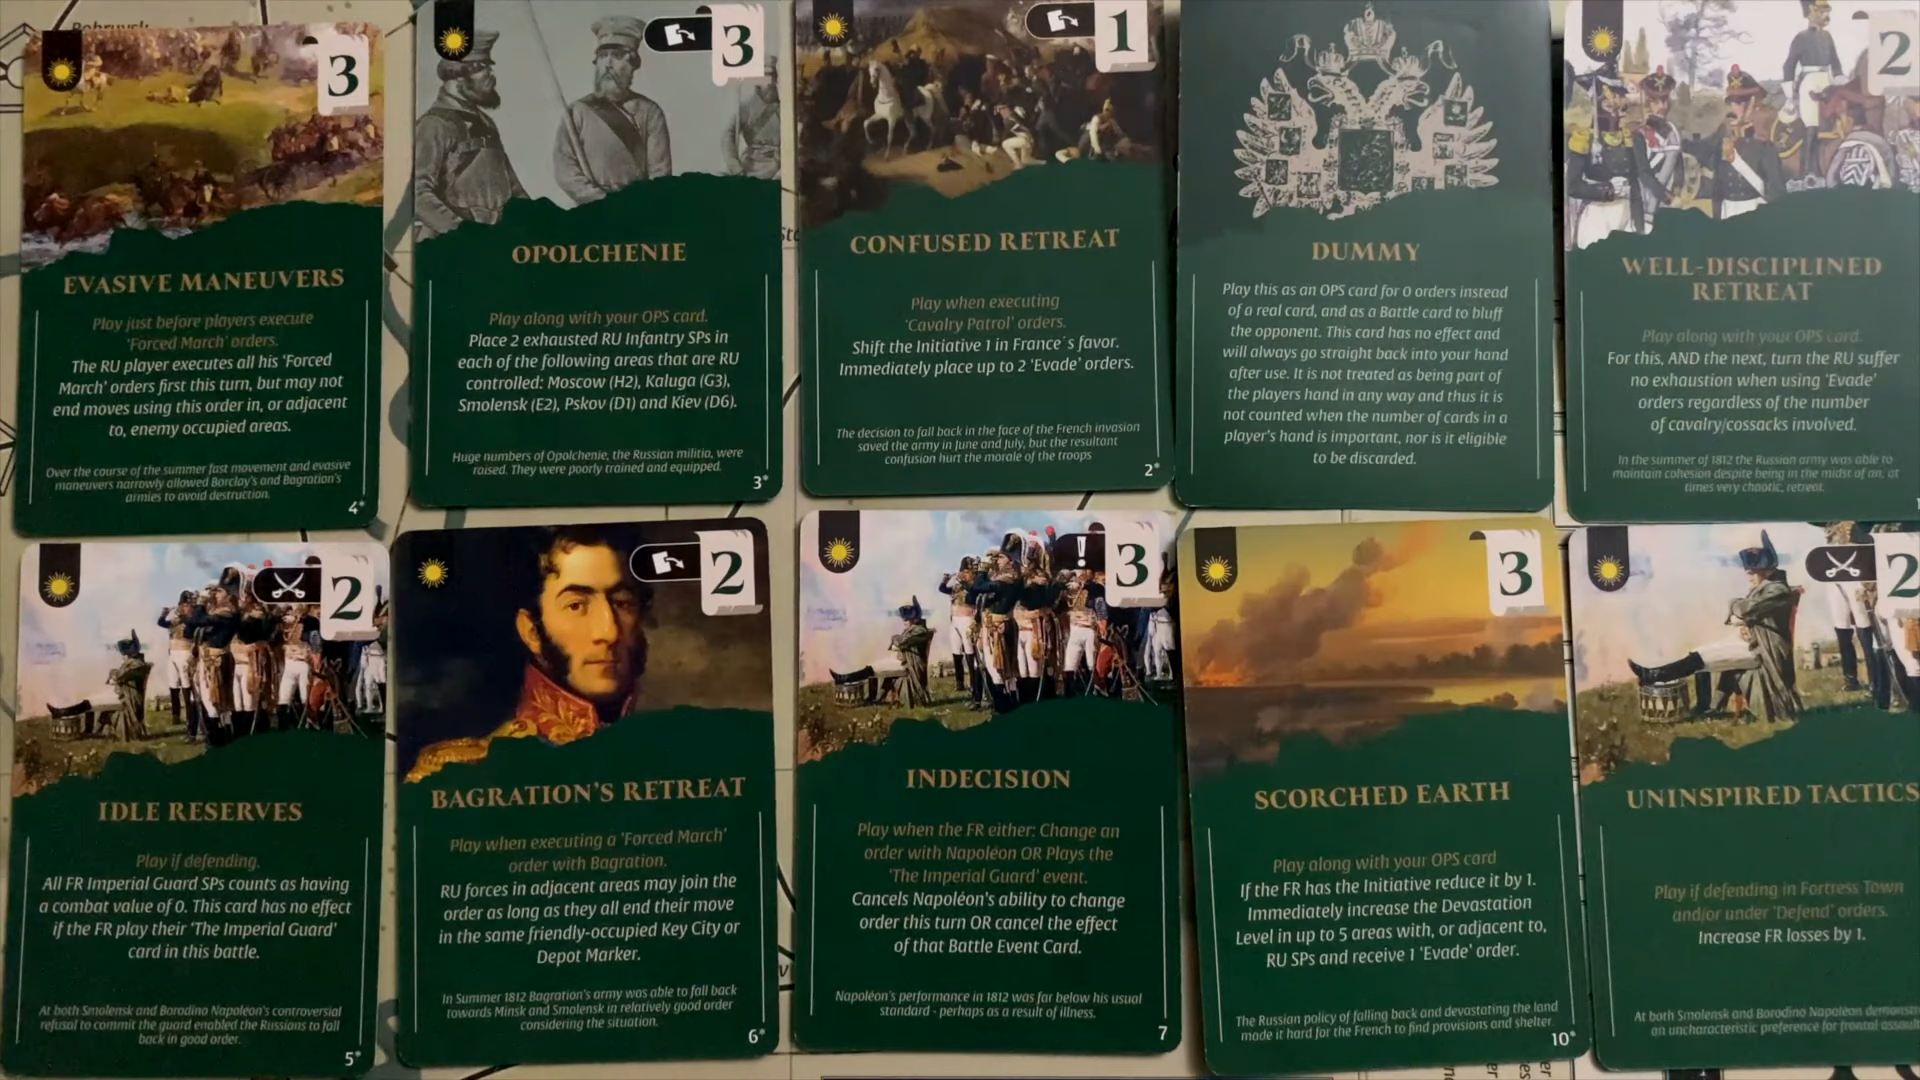 3
EVASIVE MANEUVERS
Play just before players execute
'Forced March' orders.
The RU player executes all his 'Forced
March' orders first this turn, but may not
end moves using this order in, or adjacent
to, enemy occupied areas.
Over the course of the summer fast movement and evasive
maneuvers narrowly allowed Barclay's and Bagration's
armies to avoid destruction.
4*
3
OPOLCHENIE
Play along with your OPS card.
Place 2 exhausted RU Infantry SPs in
each of the following areas that are RU
controlled: Moscow (H2), Kaluga (G3),
Smolensk (E2), Pskov (D1) and Kiev (D6).
Huge numbers of Opolchenie, the Russian militia, were
raised. They were poorly trained and equipped.
3*
1
CONFUSED RETREAT
Play when executing
'Cavalry Patrol' orders.
Shift the Initiative 1 in France´s favor.
Immediately place up to 2 'Evade' orders.
The decision to fall back in the face of the French invasion
saved the army in June and July, but the resultant
confusion hurt the morale of the troops
2*
DUMMY
Play this as an OPS card for 0 orders instead
of a real card, and as a Battle card to bluff
the opponent. This card has no effect and
will always go straight back into your hand
after use. It is not treated as being part of
the players hand in any way and thus it is
not counted when the number of cards in a
player's hand is important, nor is it eligible
to be discarded.
2
WELL-DISCIPLINED
RETREAT
Play along with your OPS card.
For this, AND the next, turn the RU suffer
no exhaustion when using 'Evade'
orders regardless of the number
of cavalry/cossacks involved.
In the summer of 1812 the Russian army was able to
maintain cohesion despite being in the midst of an, at
times very chaotic, retreat.
2
IDLE RESERVES
Play if defending.
All FR Imperial Guard SPs counts as having
a combat value of 0. This card has no effect
if the FR play their 'The Imperial Guard'
card in this battle.
At both Smolensk and Borodino Napoléon's controversial
refusal to commit the guard enabled the Russians to fall
back in good order.
5*
2
BAGRATION'S RETREAT
Play when executing a 'Forced March'
order with Bagration.
RU forces in adjacent areas may join the
order as long as they all end their move
in the same friendly-occupied Key City or
Depot Marker.
In Summer 1812 Bagration's army was able to fall back
towards Minsk and Smolensk in relatively good order
considering the situation.
6*
! 3
INDECISION
Play when the FR either: Change an
order with Napoléon OR Plays the
'The Imperial Guard' event.
Cancels Napoléon's ability to change
order this turn OR cancel the effect
of that Battle Event Card.
Napoléon's performance in 1812 was far below his usual
standard - perhaps as a result of illness.
7
3
SCORCHED EARTH
Play along with your OPS card
If the FR has the Initiative reduce it by 1.
Immediately increase the Devastation
Level in up to 5 areas with, or adjacent to,
RU SPs and receive 1 'Evade' order.
The Russian policy of falling back and devastating the land
made it hard for the French to find provisions and shelter.
10*
2
UNINSPIRED TACTICS
Play if defending in Fortress Town
and/or under 'Defend' orders.
Increase FR losses by 1.
At both Smolensk and Borodino Napoléon
an uncharacteristic preference for frontal